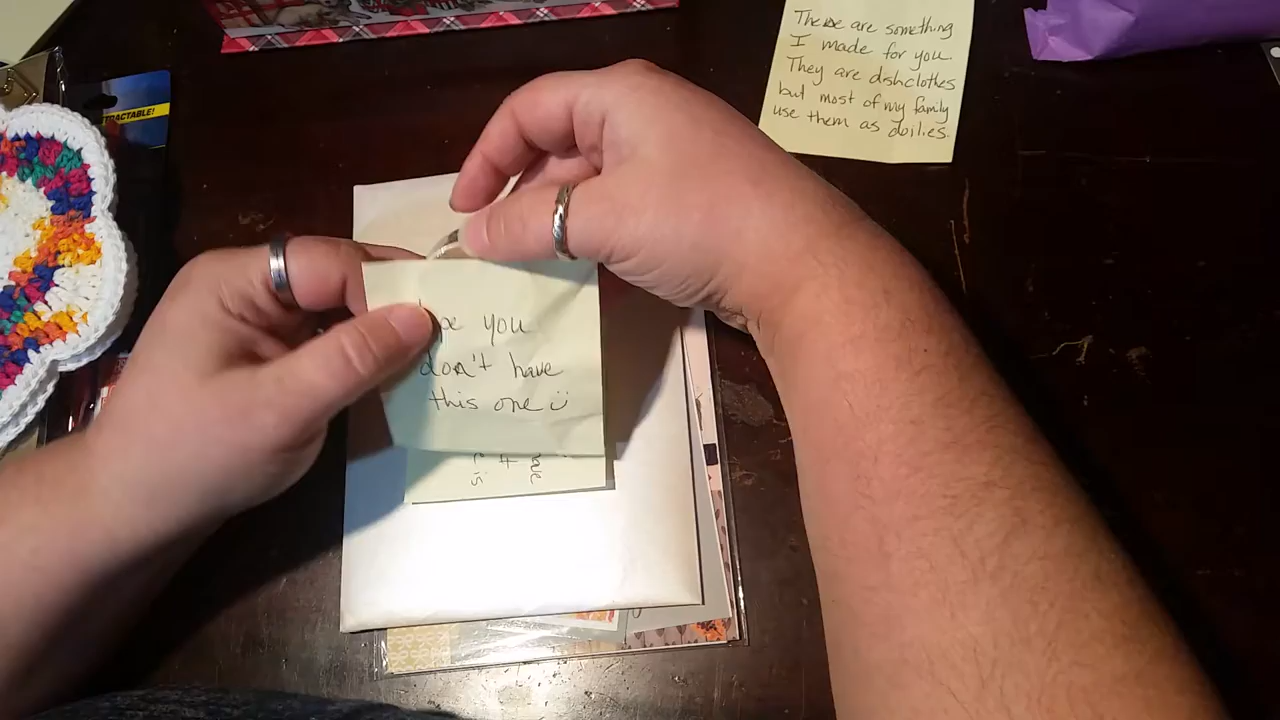 These are something
I made for you.
They are dishclothes
but most of my family
use them as doilies.
TRACTABLE!
pe you
don't have
this one